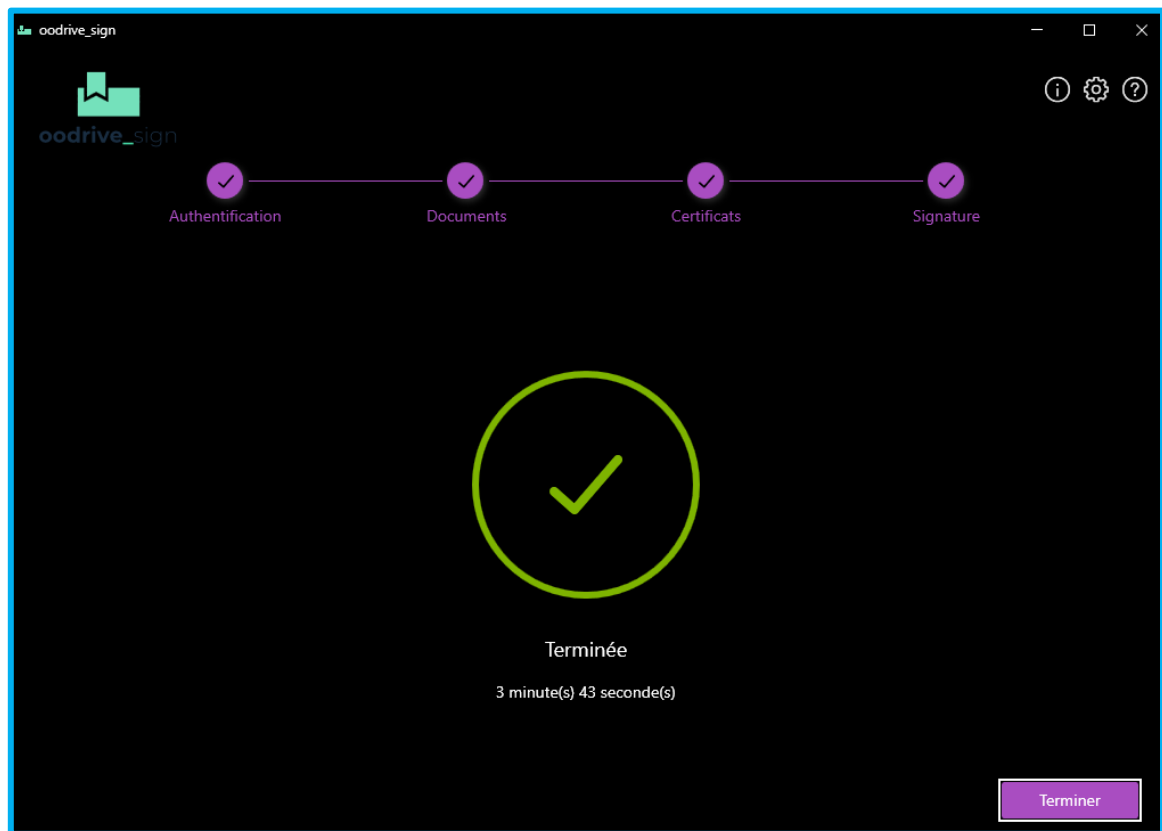 oodrive_sign
oodrive_sign
Authentification
Documents
Certificats
Signature
Terminée
3 minute(s) 43 seconde(s)
Terminer